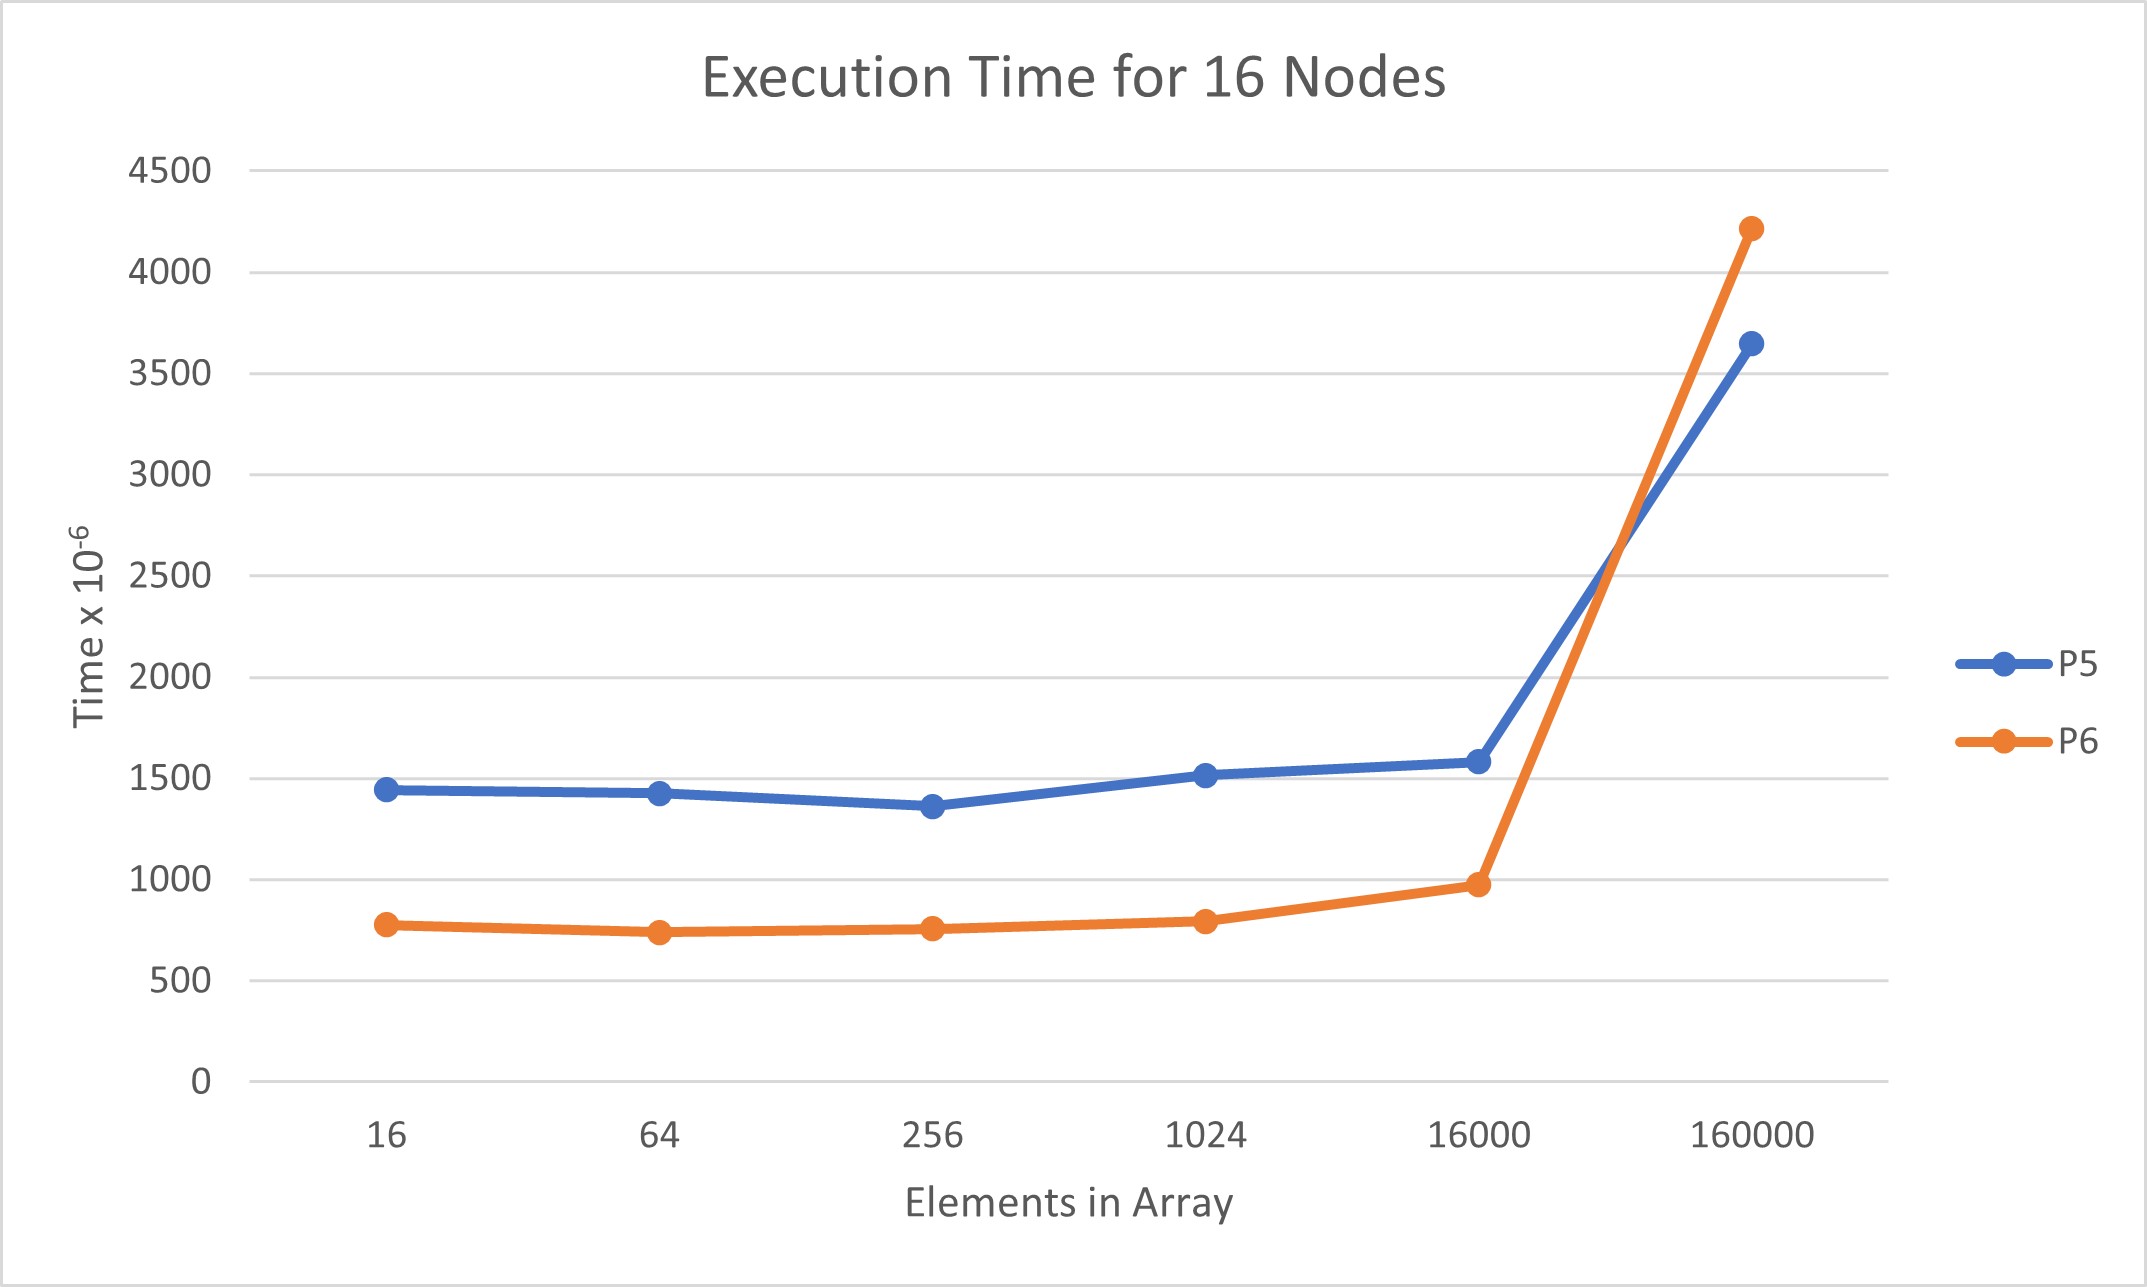 Execution Time for 16 Nodes
4500
4000
3500
3000
2500
2000
1500
1000
500
0
Time x 10⁻⁶
16 64 256 1024 16000 160000
Elements in Array
P5
P6